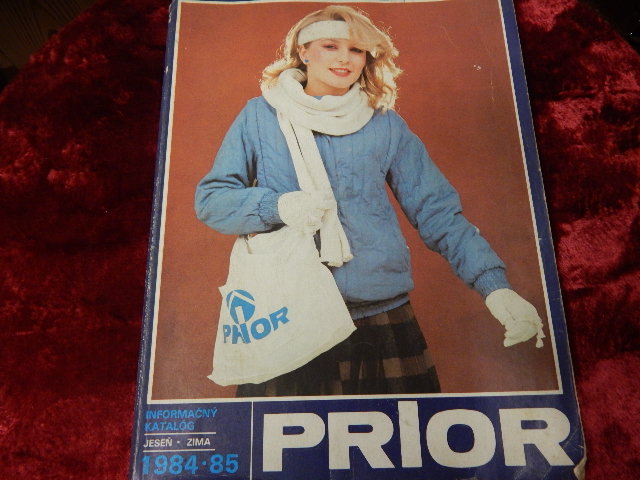 PRIOR
INFORMAČNÝ
KATALÓG
JESEŇ · ZIMA
1984·85
PRIOR